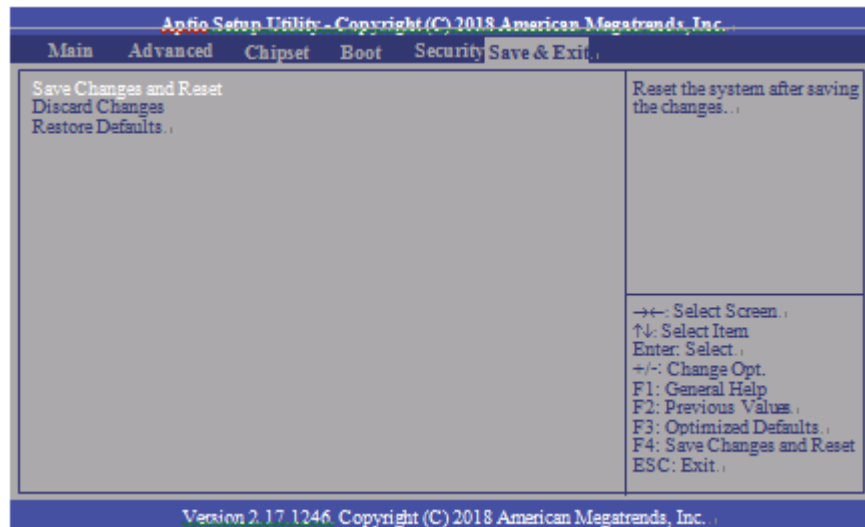 Aptio Setup Utility - Copyright (C) 2018 American Megatrends, Inc.
Main Advanced Chipset Boot Security Save & Exit
Save Changes and Reset
Discard Changes
Restore Defaults
Reset the system after saving
the changes.
→←: Select Screen
↑↓: Select Item
Enter: Select
+/-: Change Opt.
F1: General Help
F2: Previous Values
F3: Optimized Defaults
F4: Save Changes and Reset
ESC: Exit
Version 2.17.1246. Copyright (C) 2018 American Megatrends, Inc.